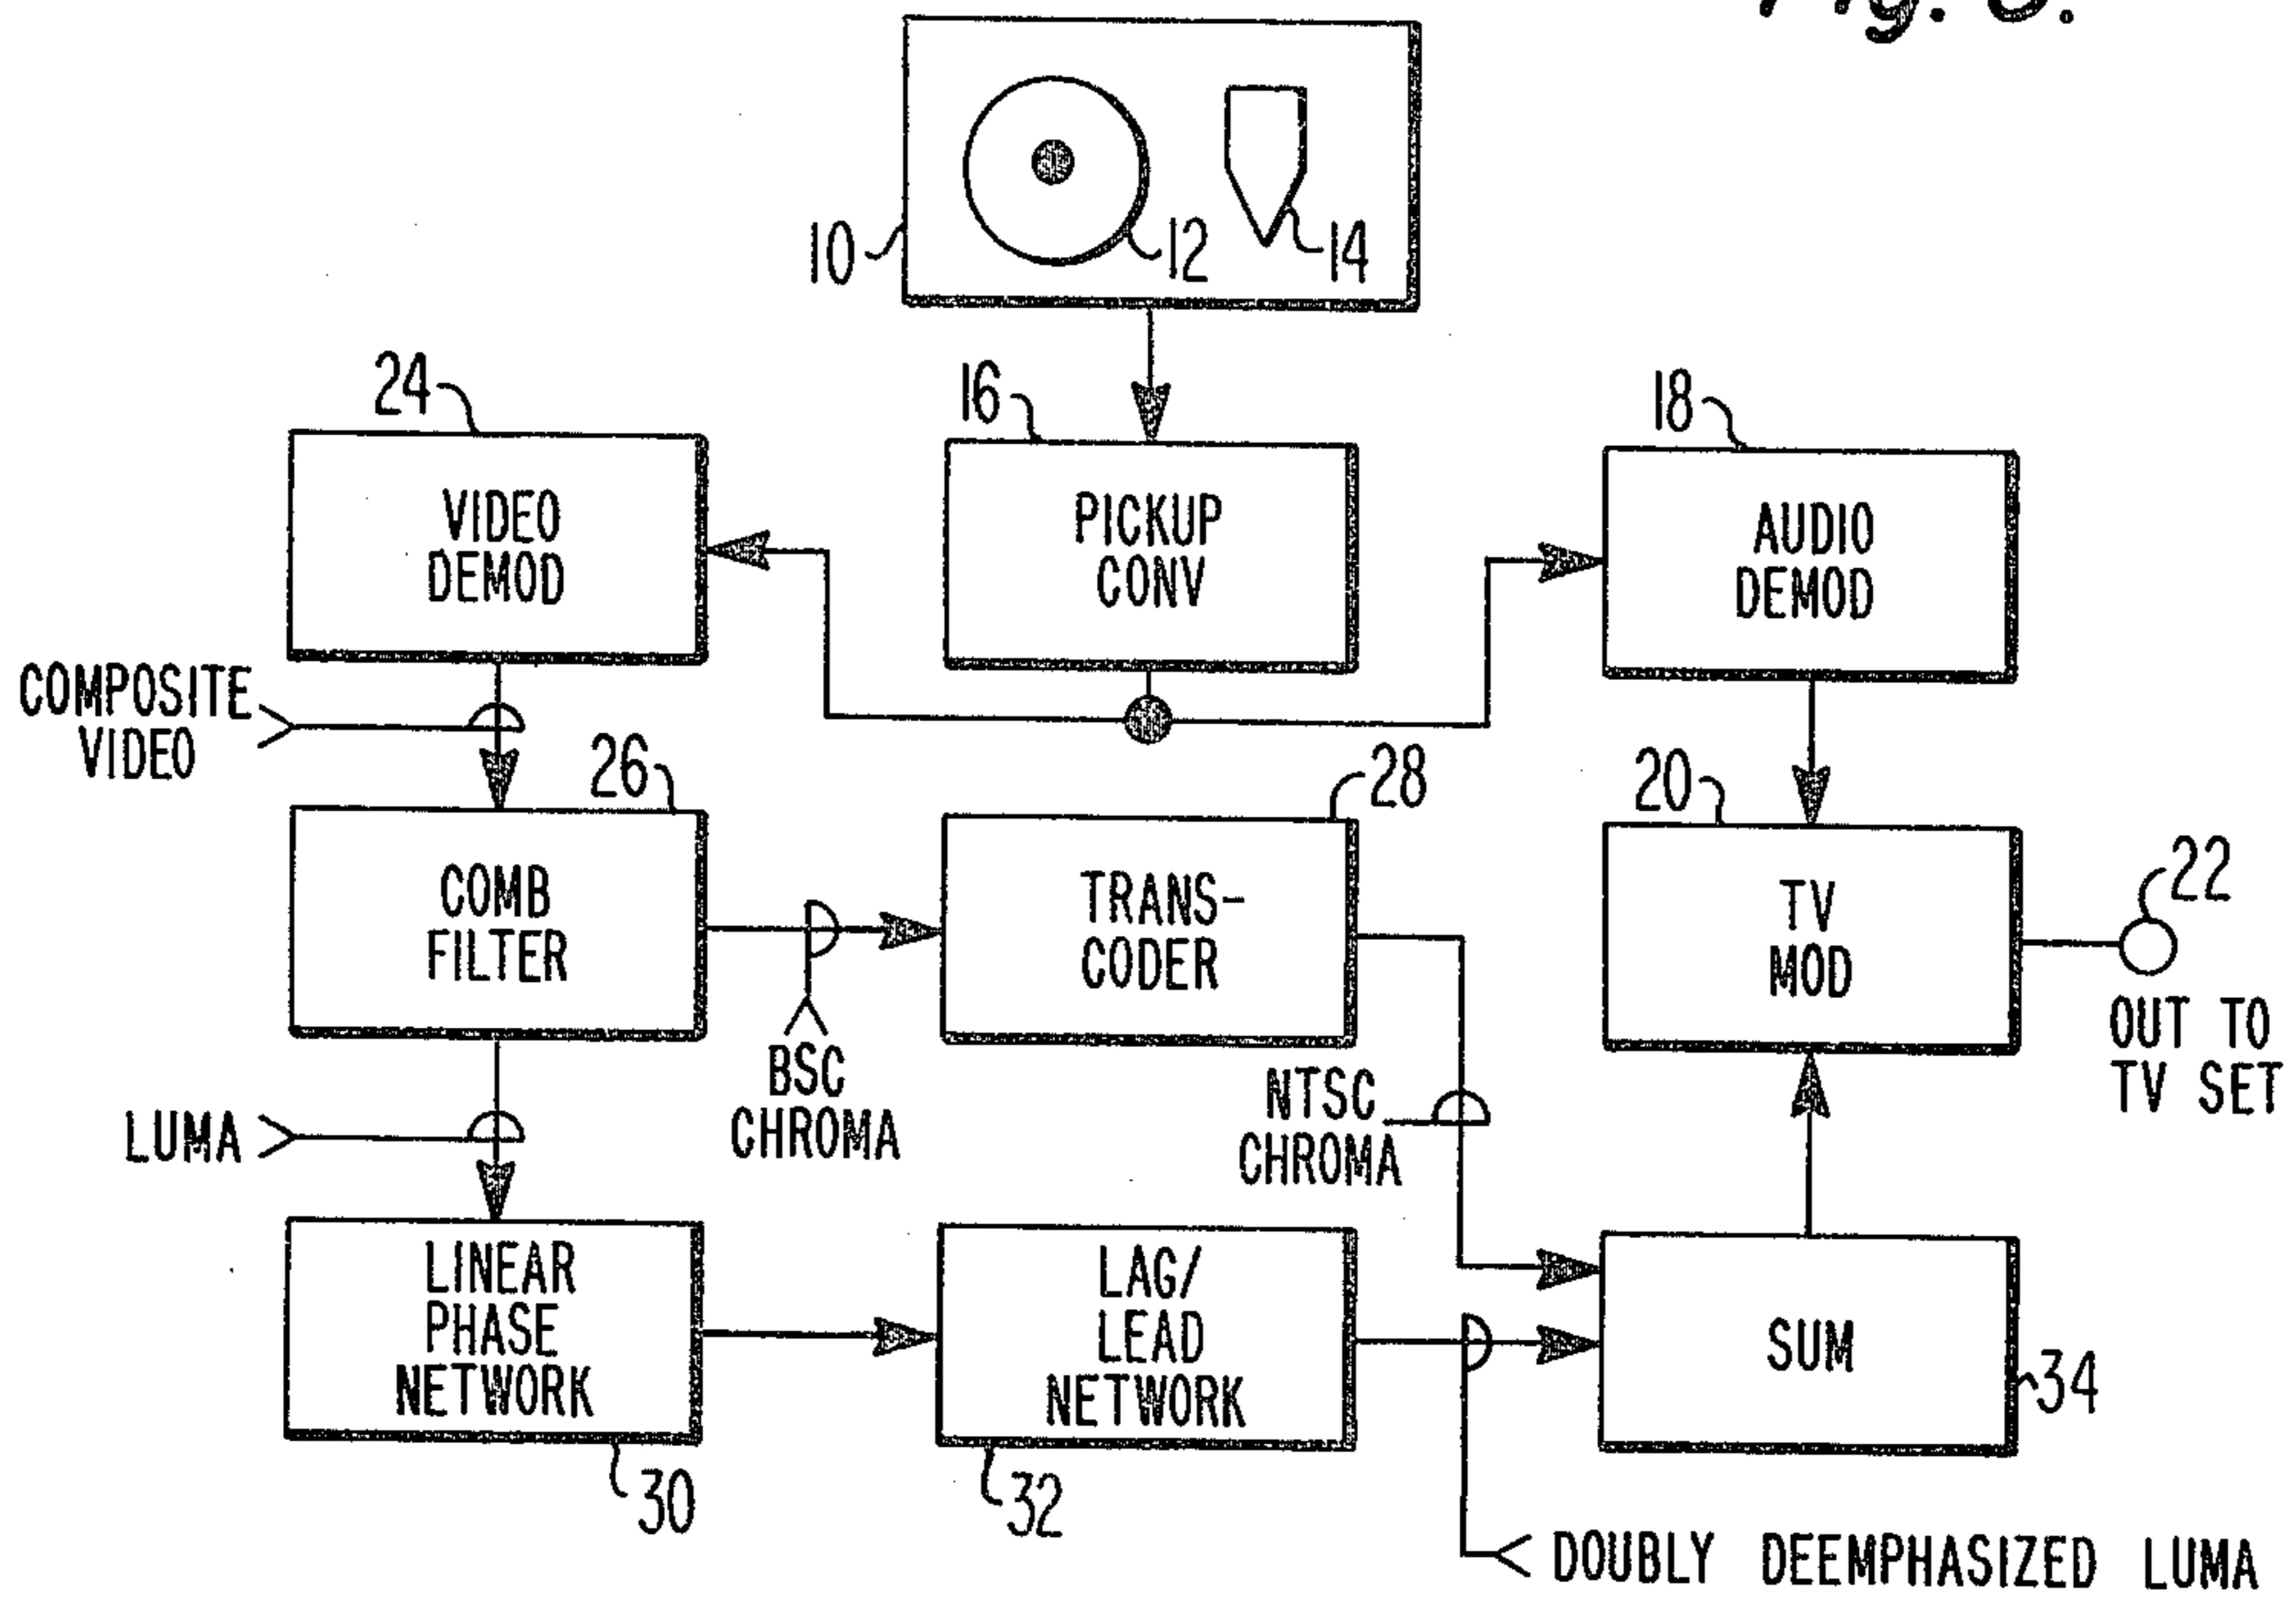 10
12
14
24
16
18
VIDEO
DEMOD
PICKUP
CONV
AUDIO
DEMOD
COMPOSITE
VIDEO
26
28
20
22
COMB
FILTER
TRANS-
CODER
TV
MOD
OUT TO
TV SET
BSC
CHROMA
NTSC
CHROMA
LUMA
LINEAR
PHASE
NETWORK
LAG/
LEAD
NETWORK
SUM
34
30
32
DOUBLY DEEMPHASIZED LUMA